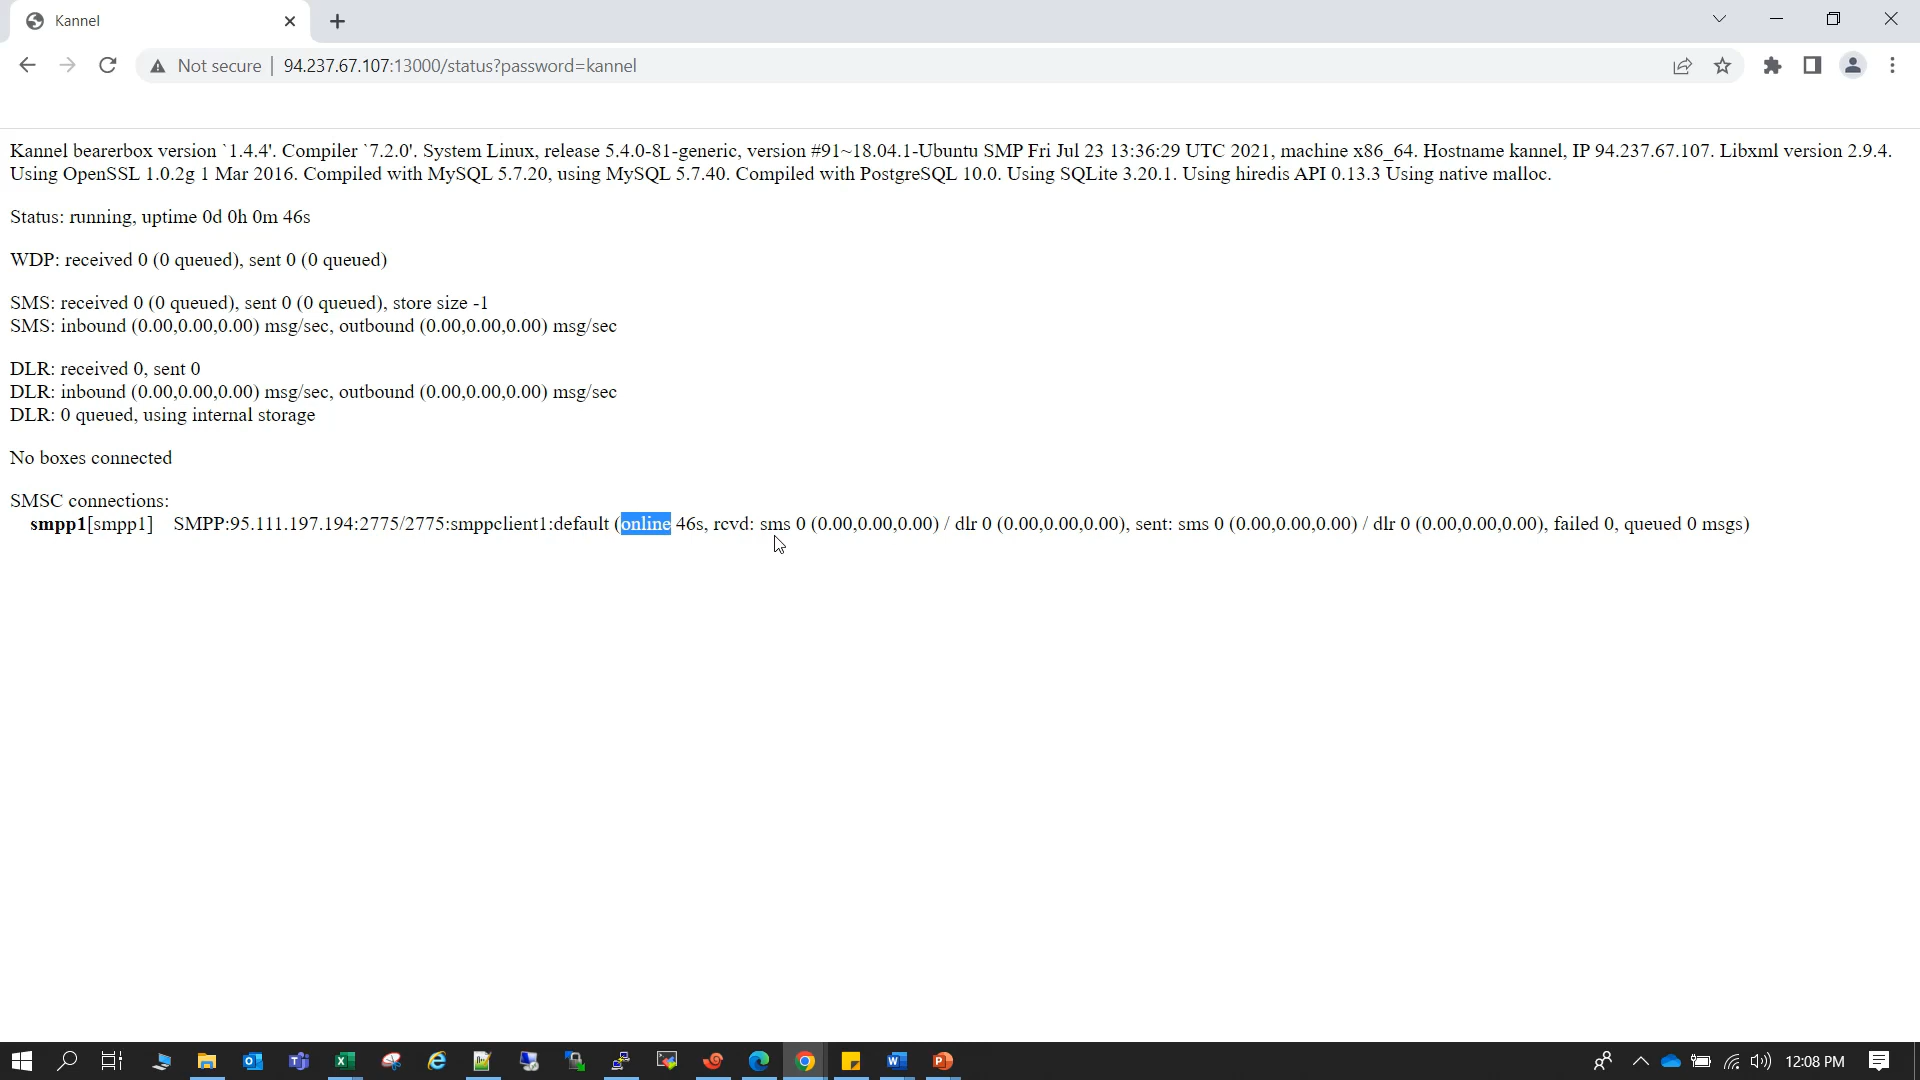 Kannel
Not secure
94.237.67.107:13000/status?password=kannel
Kannel bearerbox version `1.4.4'. Compiler `7.2.0'. System Linux, release 5.4.0-81-generic, version #91~18.04.1-Ubuntu SMP Fri Jul 23 13:36:29 UTC 2021, machine x86_64. Hostname kannel, IP 94.237.67.107. Libxml version 2.9.4.
Using OpenSSL 1.0.2g 1 Mar 2016. Compiled with MySQL 5.7.20, using MySQL 5.7.40. Compiled with PostgreSQL 10.0. Using SQLite 3.20.1. Using hiredis API 0.13.3 Using native malloc.
Status: running, uptime 0d 0h 0m 46s
WDP: received 0 (0 queued), sent 0 (0 queued)
SMS: received 0 (0 queued), sent 0 (0 queued), store size -1
SMS: inbound (0.00,0.00,0.00) msg/sec, outbound (0.00,0.00,0.00) msg/sec
DLR: received 0, sent 0
DLR: inbound (0.00,0.00,0.00) msg/sec, outbound (0.00,0.00,0.00) msg/sec
DLR: 0 queued, using internal storage
No boxes connected
SMSC connections:
smpp1[smpp1] SMPP:95.111.197.194:2775/2775:smppclient1:default (online 46s, rcvd: sms 0 (0.00,0.00,0.00) / dlr 0 (0.00,0.00,0.00), sent: sms 0 (0.00,0.00,0.00) / dlr 0 (0.00,0.00,0.00), failed 0, queued 0 msgs)
12:08 PM